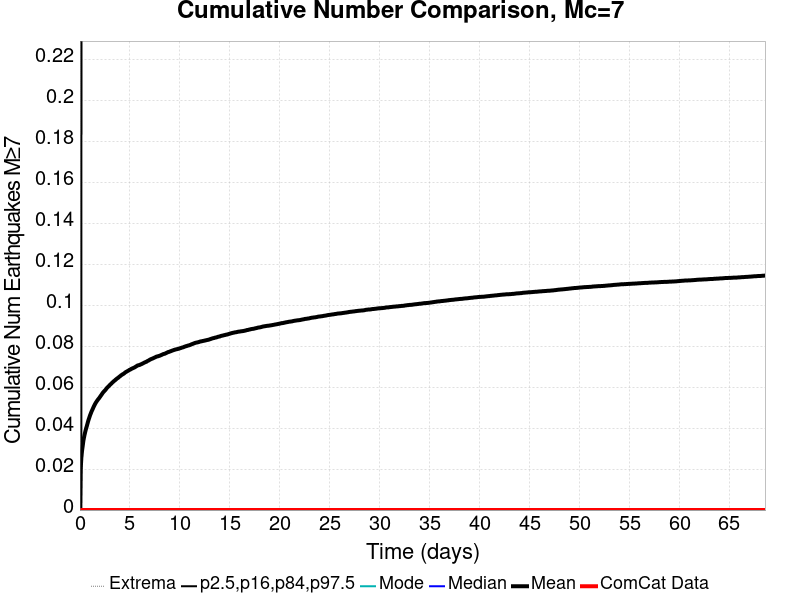 Cumulative Number Comparison, Mc=7
Cumulative Num Earthquakes M≥7
0.22
0.2
0.18
0.16
0.14
0.12
0.1
0.08
0.06
0.04
0.02
0
0 5 10 15 20 25 30 35 40 45 50 55 60 65
Time (days)
Extrema p2.5,p16,p84,p97.5 Mode Median Mean ComCat Data